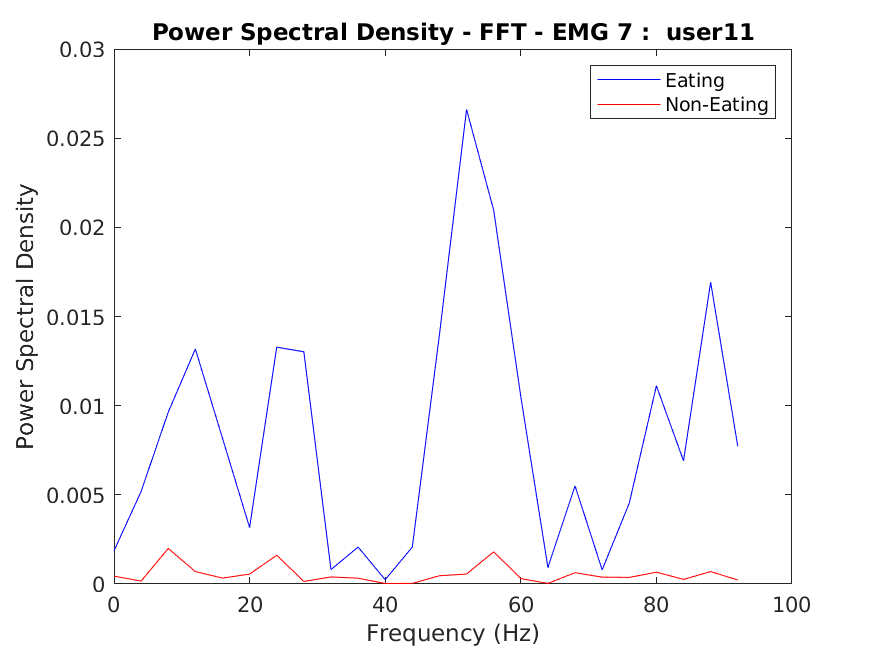 Power Spectral Density - FFT - EMG 7 :  user11
Eating
Non-Eating
0.03
0.025
0.02
0.015
0.01
0.005
0
Power Spectral Density
0 20 40 60 80 100
Frequency (Hz)